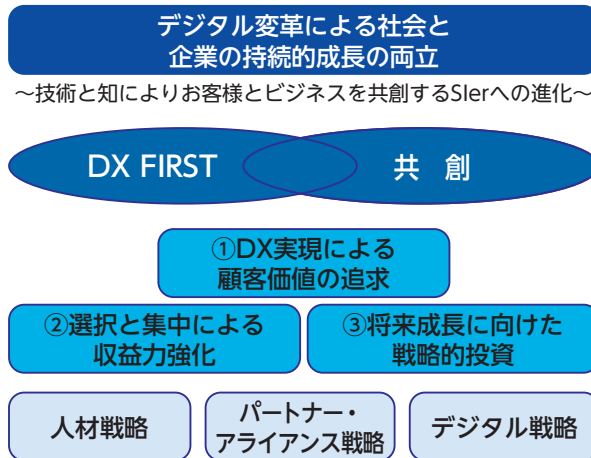 デジタル変革による社会と
企業の持続的成長の両立
～技術と知によりお客様とビジネスを共創するSIerへの進化～
DX FIRST
共 創
①DX実現による
顧客価値の追求
②選択と集中による
収益力強化
③将来成長に向けた
戦略的投資
人材戦略
パートナー・
アライアンス戦略
デジタル戦略